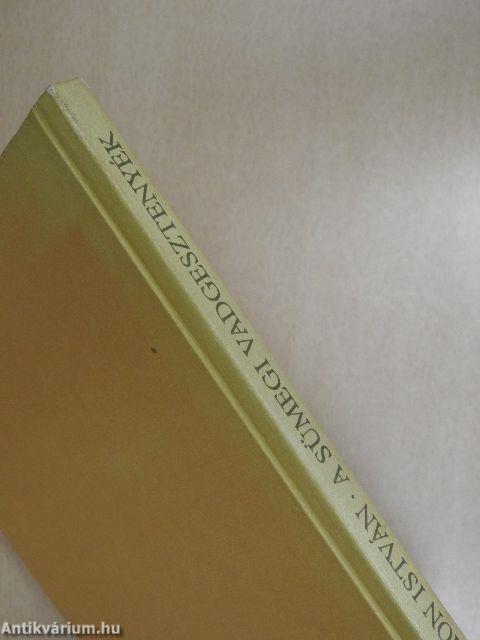 ON ISTVÁN · A SÜMEGI VADGESZTENYÉK
Antikvárium.hu